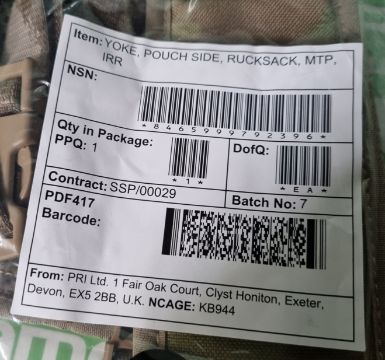 Item: YOKE, POUCH SIDE, RUCKSACK, MTP,
IRR
NSN:
*8465999792396*
Qty in Package:
PPQ: 1
*1*
DofQ:
*EA*
Contract: SSP/00029
Batch No: 7
PDF417
Barcode:
From: PRI Ltd. 1 Fair Oak Court, Clyst Honiton, Exeter,
Devon, EX5 2BB, U.K. NCAGE: KB944